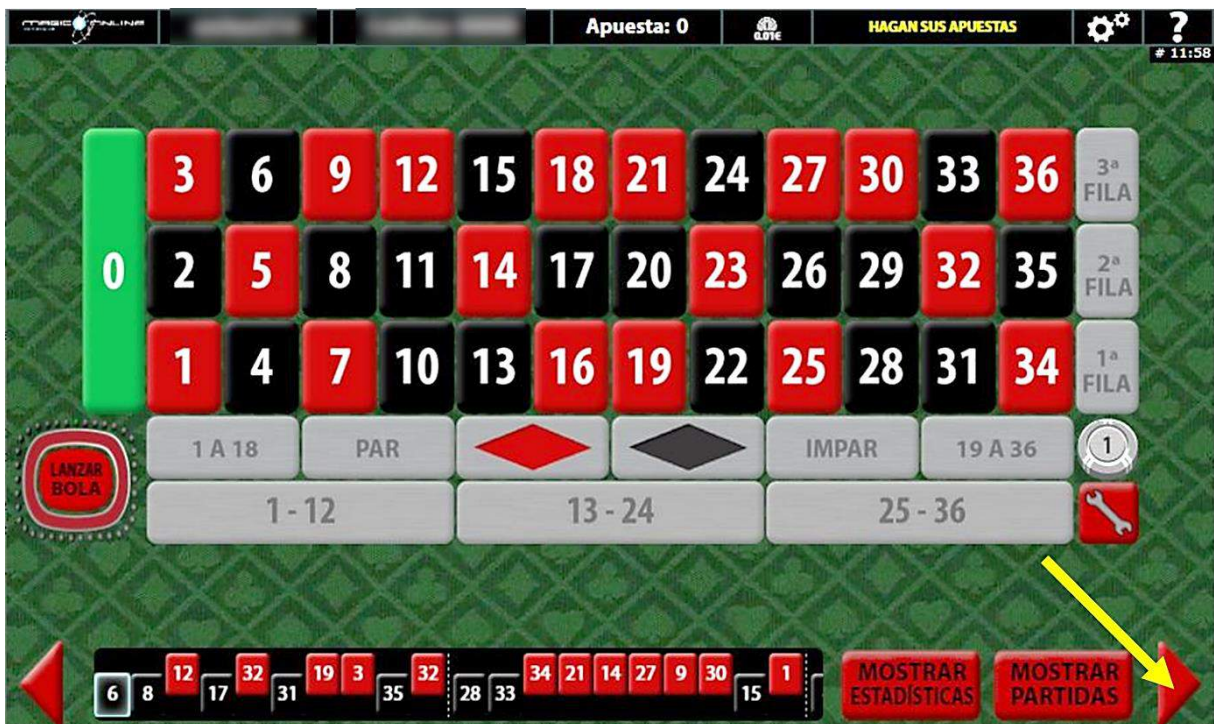 MAGIC ONLINE Apuesta: 0 0.01€ HAGAN SUS APUESTAS ?
# 11:58
3 6 9 12 15 18 21 24 27 30 33 36 3ª FILA
0 2 5 8 11 14 17 20 23 26 29 32 35 2ª FILA
1 4 7 10 13 16 19 22 25 28 31 34 1ª FILA
1 A 18 PAR IMPAR 19 A 36 1
LANZAR
BOLA
1 - 12 13 - 24 25 - 36
6 8 12 17 32 31 19 3 35 32 28 33 34 21 14 27 9 30 15 1
MOSTRAR
ESTADÍSTICAS
MOSTRAR
PARTIDAS